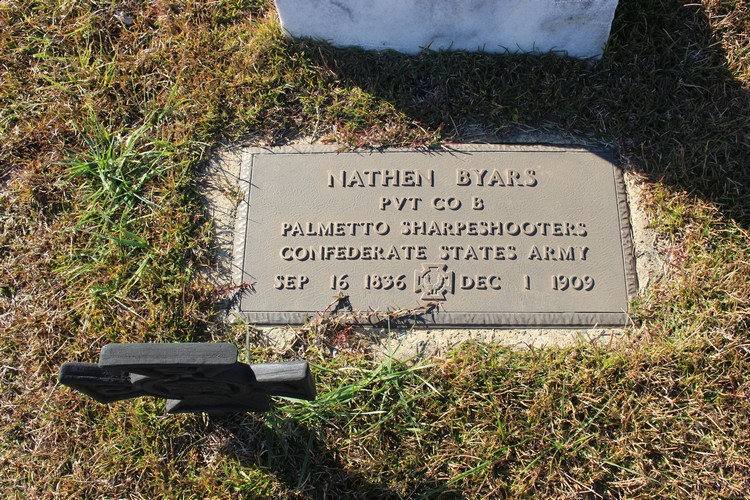 NATHEN BYARS
PVT CO B
PALMETTO SHARPESHOOTERS
CONFEDERATE STATES ARMY
SEP 16 1836 DEC 1 1909